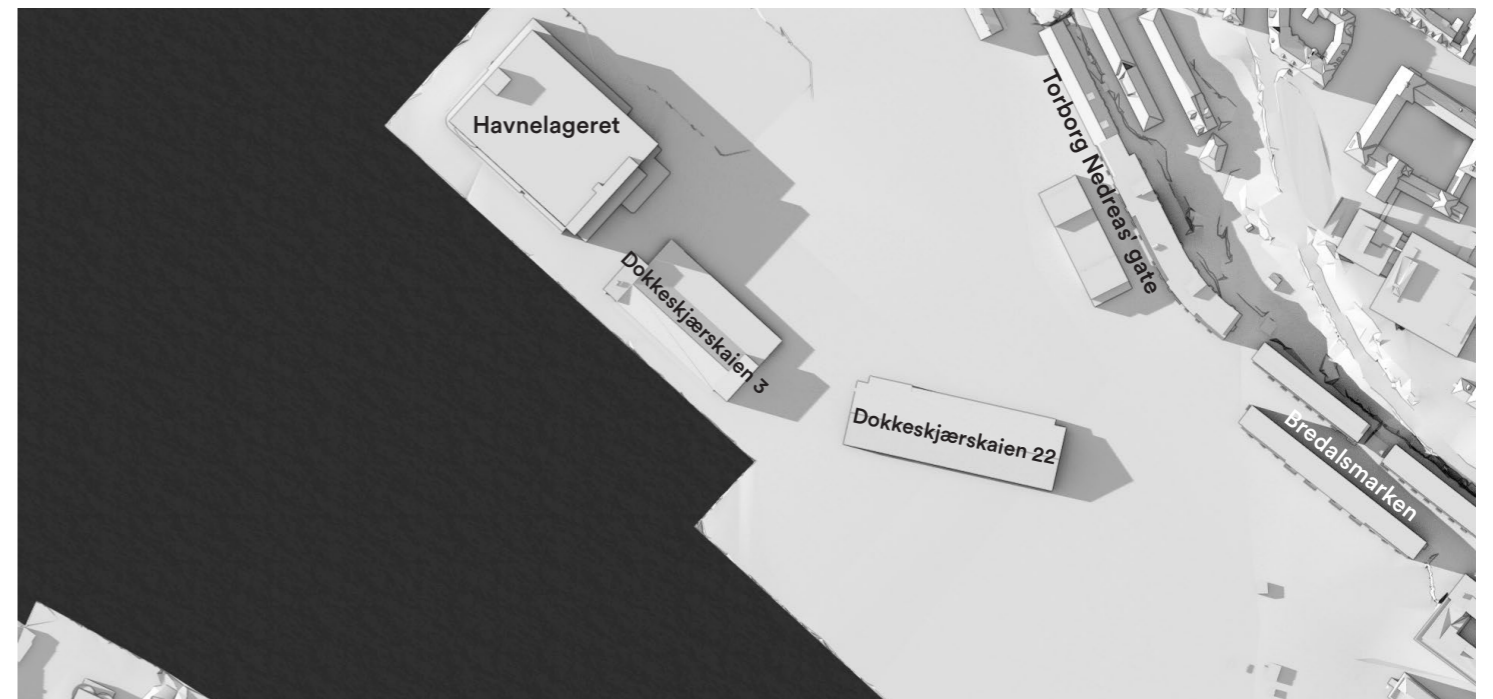 Havnelageret
Torborg Nedreas' gate
Dokkeskjærskaien 3
Dokkeskjærskaien 22
Bredalsmarken